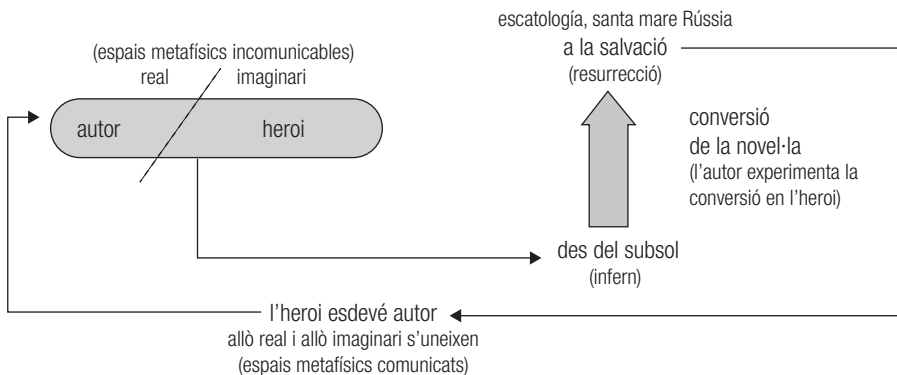 (espais metafísics incomunicables)
real imaginari
autor heroi
escatología, santa mare Rússia
a la salvació
(resurrecció)
conversió
de la novel·la
(l’autor experimenta la
conversió en l’heroi)
des del subsol
(infern)
l’heroi esdevé autor
allò real i allò imaginari s’uneixen
(espais metafísics comunicats)